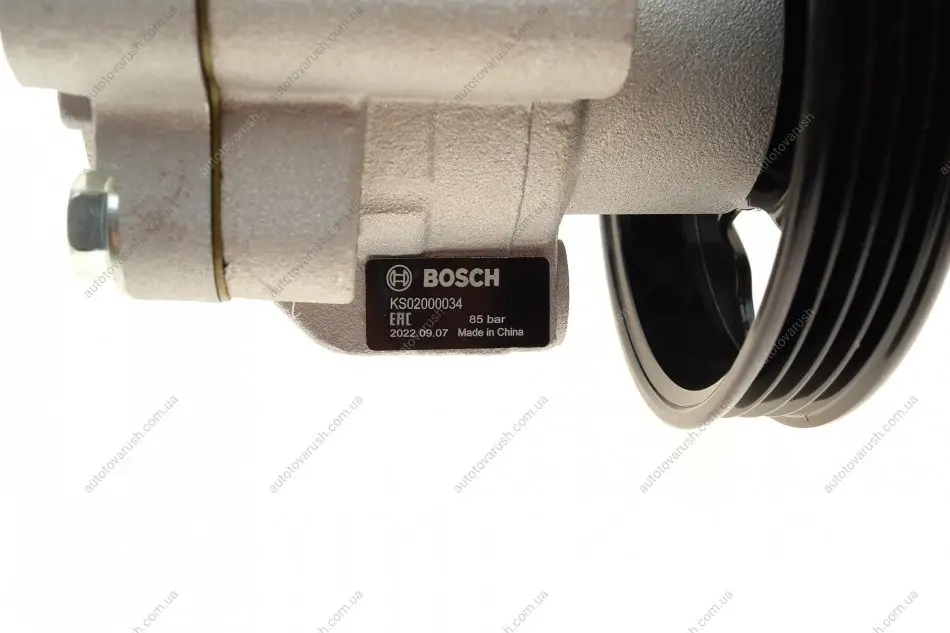 BOSCH
KS02000034
EAC 85 bar
2022.09.07 Made in China
autotovarush.com.ua